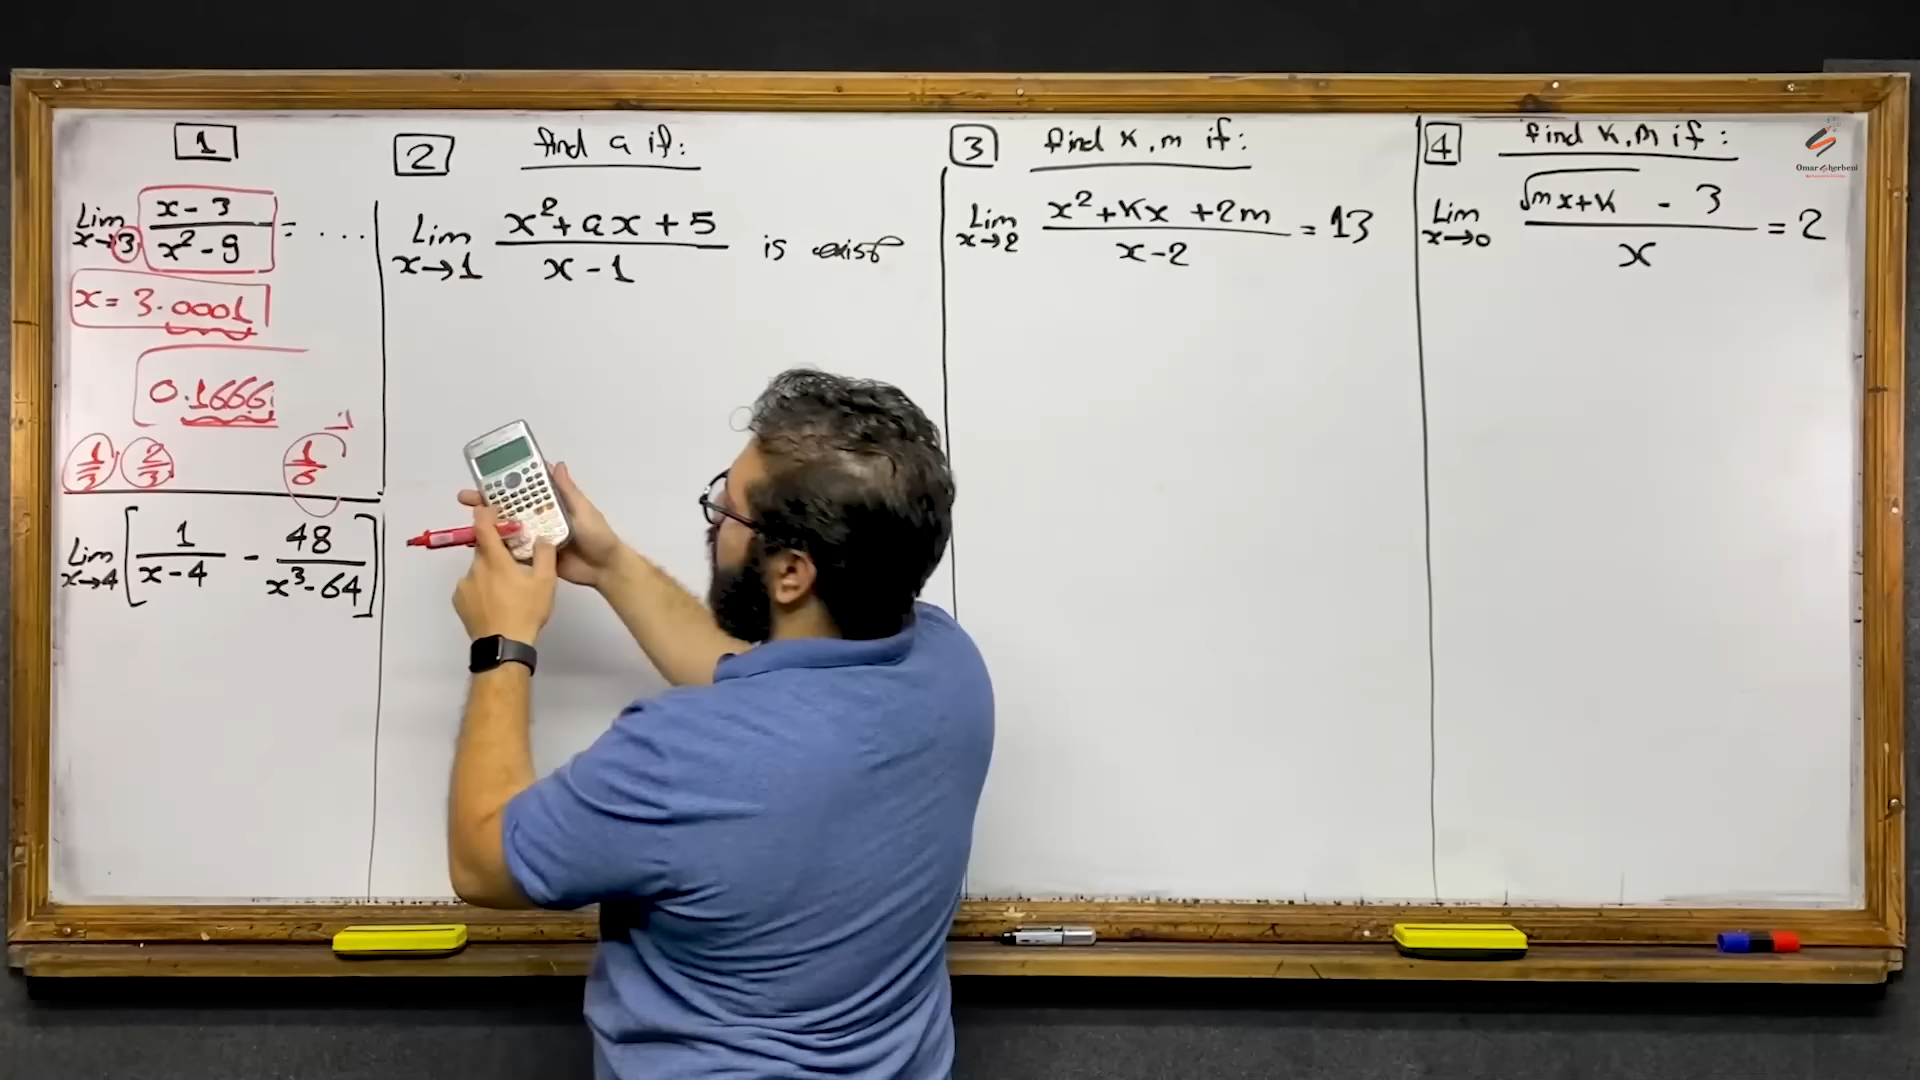 1
Lim x→3 x-3 / x²-9 = ...
x = 3.0001
0.1666
1/3 2/3 1/6 -1
Lim x→4 [ 1 / x-4 - 48 / x³-64 ]
2 find a if:
Lim x→1 x²+ax+5 / x-1 is exist
3 find K,m if:
Lim x→2 x²+Kx+2m / x-2 = 13
4 find K,m if:
Lim x→0 √mx+K - 3 / x = 2
Omar Sherbeni